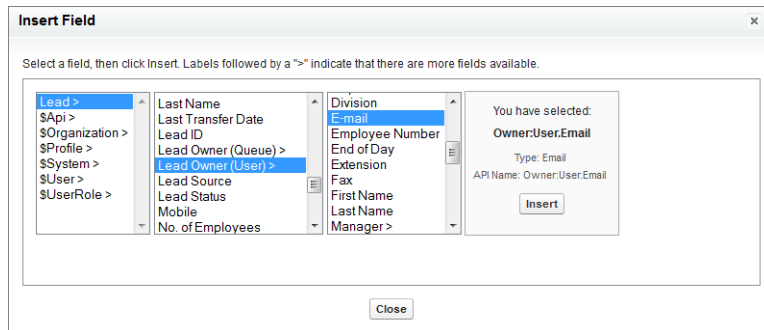 Insert Field
Select a field, then click Insert. Labels followed by a ">" indicate that there are more fields available.
Lead >
$Api >
$Organization >
$Profile >
$System >
$User >
$UserRole >
Last Name
Last Transfer Date
Lead ID
Lead Owner (Queue) >
Lead Owner (User) >
Lead Source
Lead Status
Mobile
No. of Employees
Division
E-mail
Employee Number
End of Day
Extension
Fax
First Name
Last Name
Manager >
You have selected:
Owner:User.Email
Type: Email
API Name: Owner:User.Email
Insert
Close